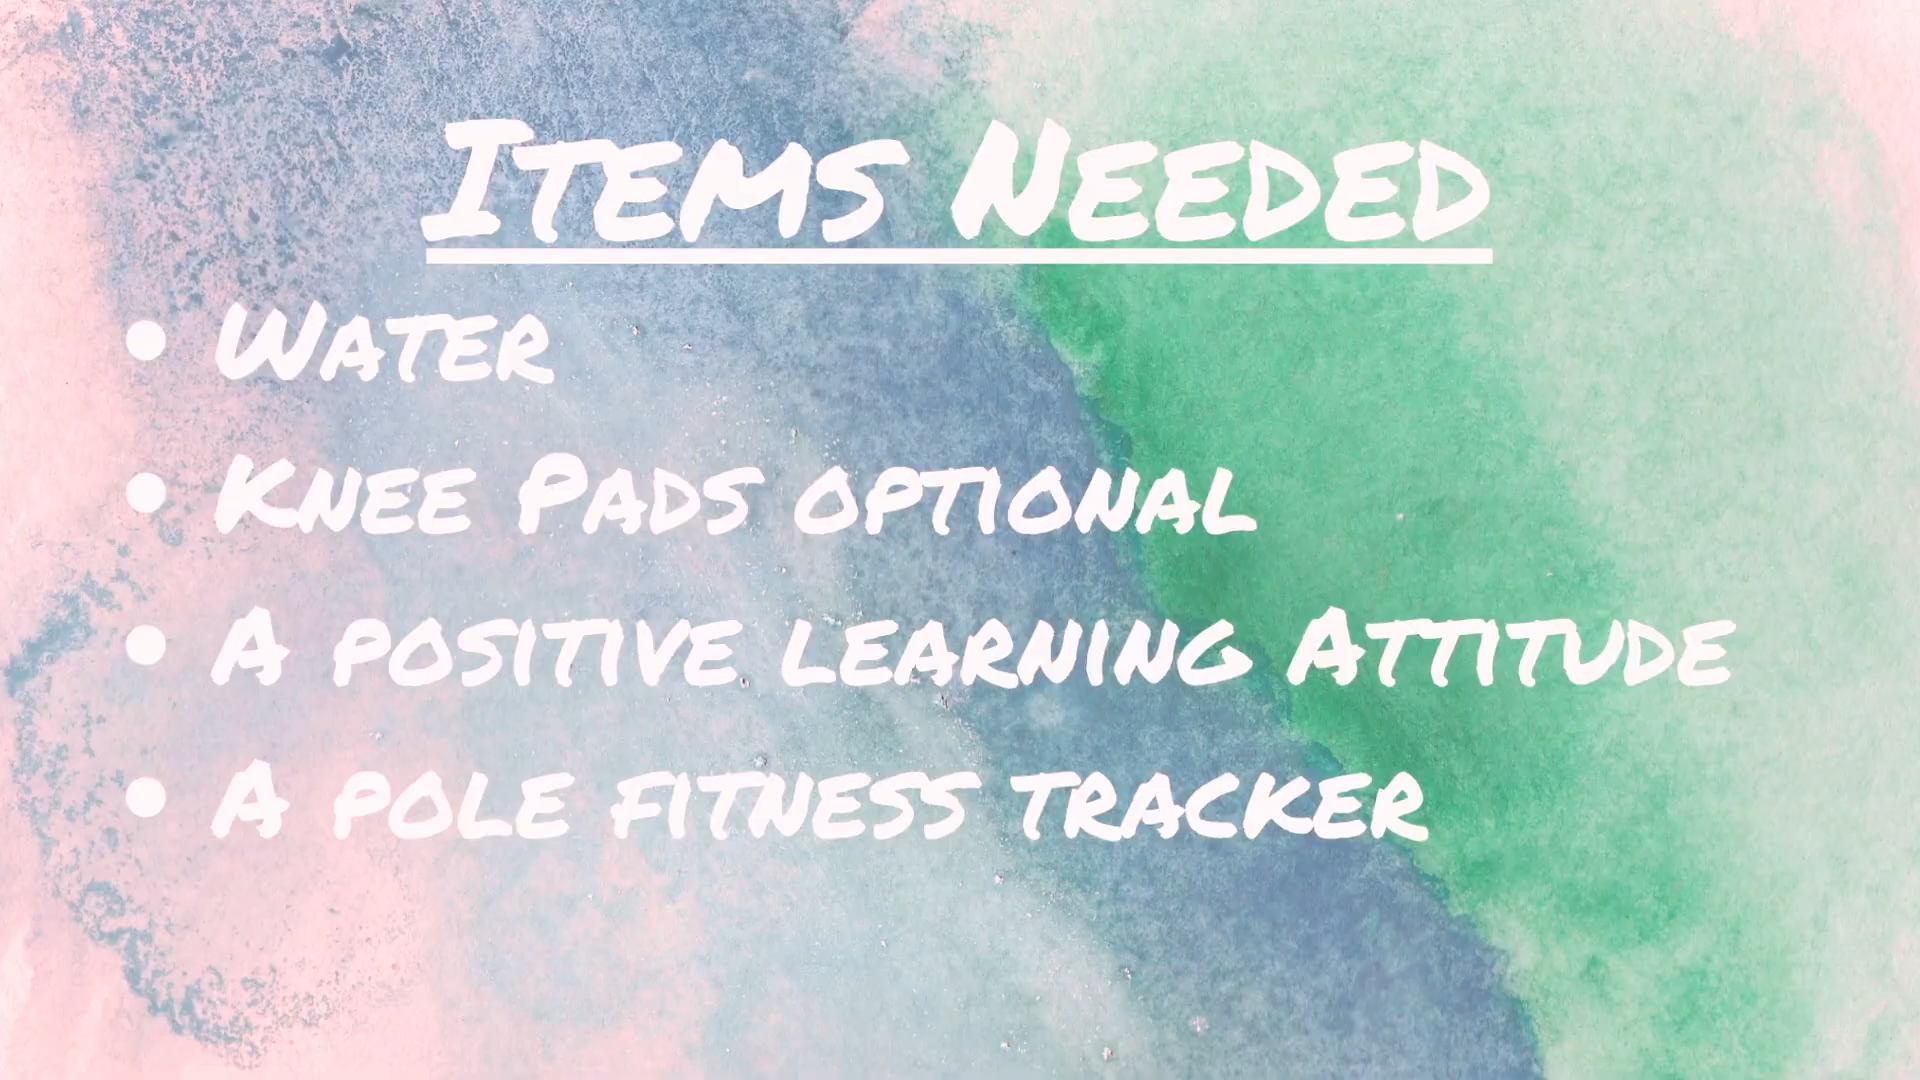 Items Needed
• Water
• Knee Pads optional
• A positive learning Attitude
• A pole fitness tracker